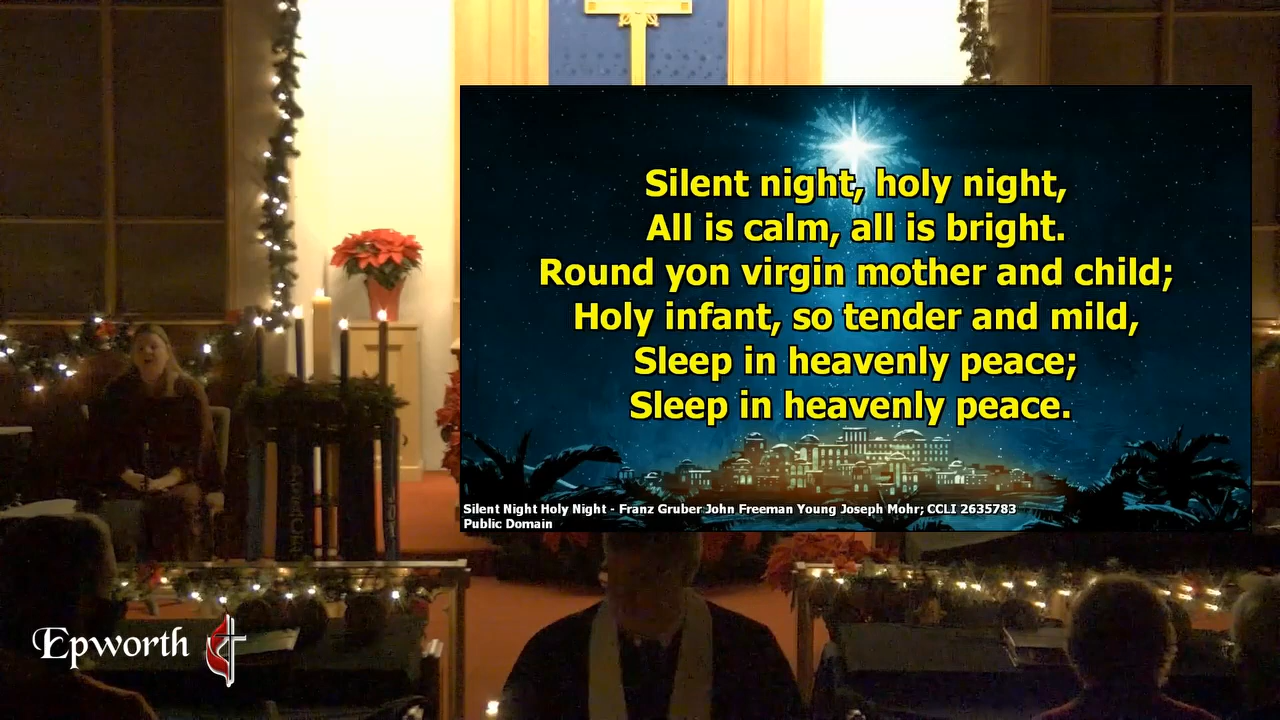 Silent night, holy night,
All is calm, all is bright.
Round yon virgin mother and child;
Holy infant, so tender and mild,
Sleep in heavenly peace;
Sleep in heavenly peace.
Silent Night Holy Night - Franz Gruber John Freeman Young Joseph Mohr; CCLI 2635783
Public Domain
Epworth